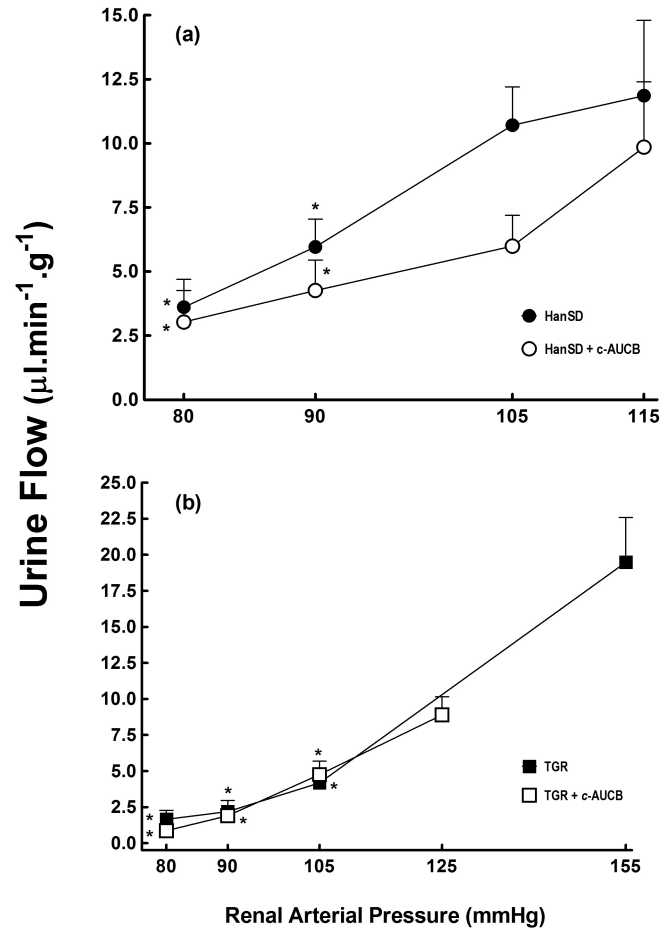 Urine Flow (µl.min⁻¹.g⁻¹)
(a)
15.0
12.5
10.0
7.5
5.0
2.5
0.0
*
*
*
*
HanSD
HanSD + c-AUCB
80 90 105 115
(b)
25.0
22.5
20.0
17.5
15.0
12.5
10.0
7.5
5.0
2.5
0.0
*
*
*
*
*
*
TGR
TGR + c-AUCB
80 90 105 125 155
Renal Arterial Pressure (mmHg)